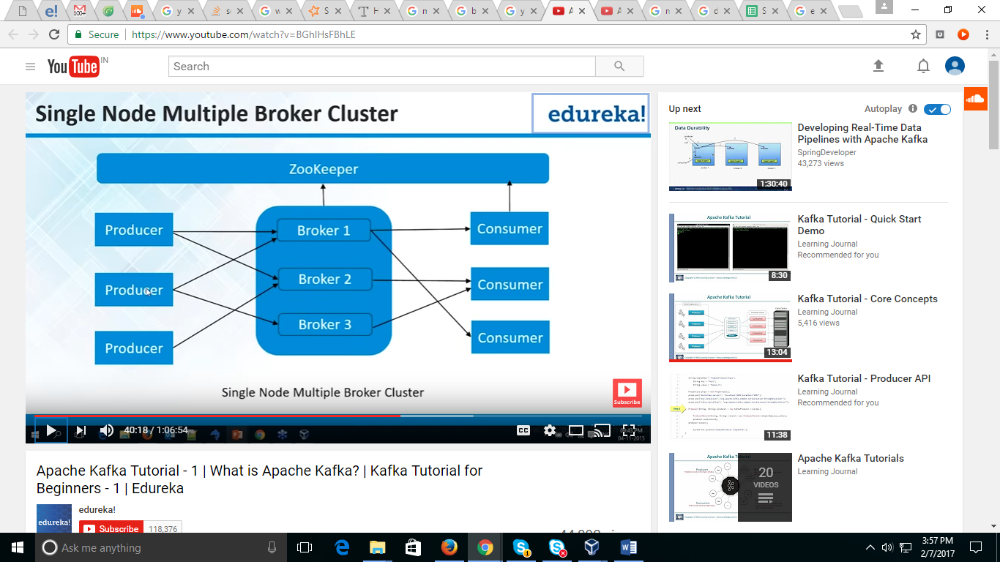 100+
y
s
w
S
H
n
b
y
A
A
n
d
S
e
Secure
https://www.youtube.com/watch?v=BGhlHsFBhLE
YouTube IN
Search
Single Node Multiple Broker Cluster
edureka!
ZooKeeper
Producer
Broker 1
Consumer
Producer
Broker 2
Consumer
Producer
Broker 3
Consumer
Single Node Multiple Broker Cluster
Subscribe
40:18 / 1:06:54
CC
04-11-2015
Apache Kafka Tutorial - 1 | What is Apache Kafka? | Kafka Tutorial for
Beginners - 1 | Edureka
edureka!
edureka!
Subscribe 118,376
Up next
Autoplay
Data Durability
1:30:40
Developing Real-Time Data
Pipelines with Apache Kafka
SpringDeveloper
43,273 views
Apache Kafka Tutorial
8:30
Kafka Tutorial - Quick Start
Demo
Learning Journal
Recommended for you
Apache Kafka Tutorial
13:04
Kafka Tutorial - Core Concepts
Learning Journal
5,416 views
11:38
Kafka Tutorial - Producer API
Learning Journal
Recommended for you
20
VIDEOS
Apache Kafka Tutorials
Learning Journal
Ask me anything
3:57 PM
2/7/2017